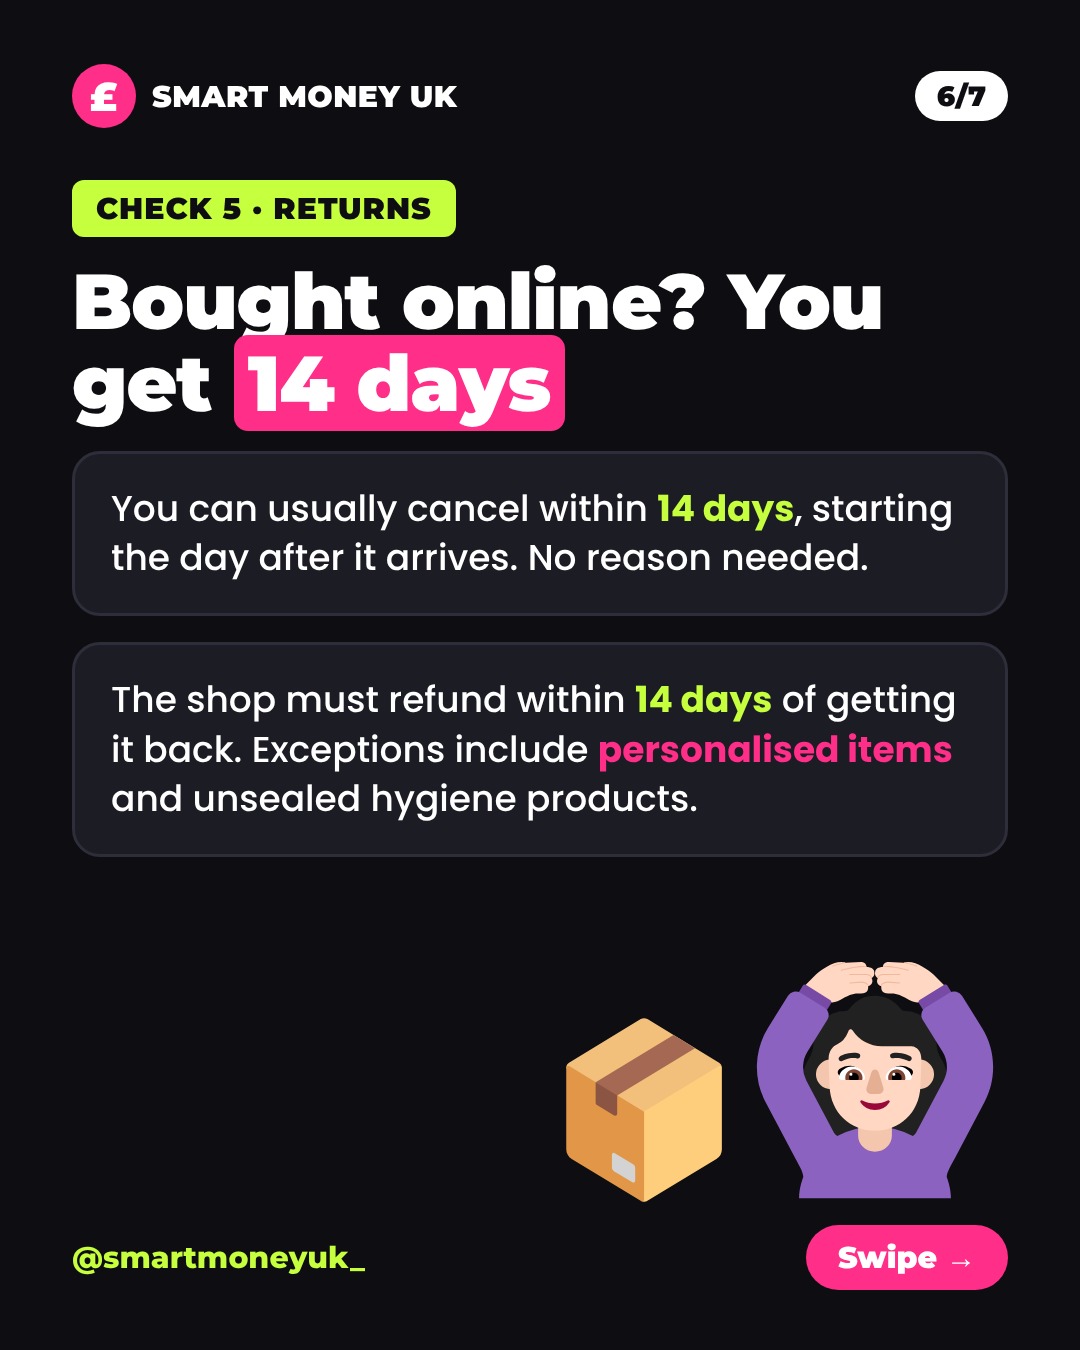 £ SMART MONEY UK
6/7
CHECK 5 · RETURNS
Bought online? You
get 14 days
You can usually cancel within 14 days, starting
the day after it arrives. No reason needed.
The shop must refund within 14 days of getting
it back. Exceptions include personalised items
and unsealed hygiene products.
@smartmoneyuk_
Swipe →